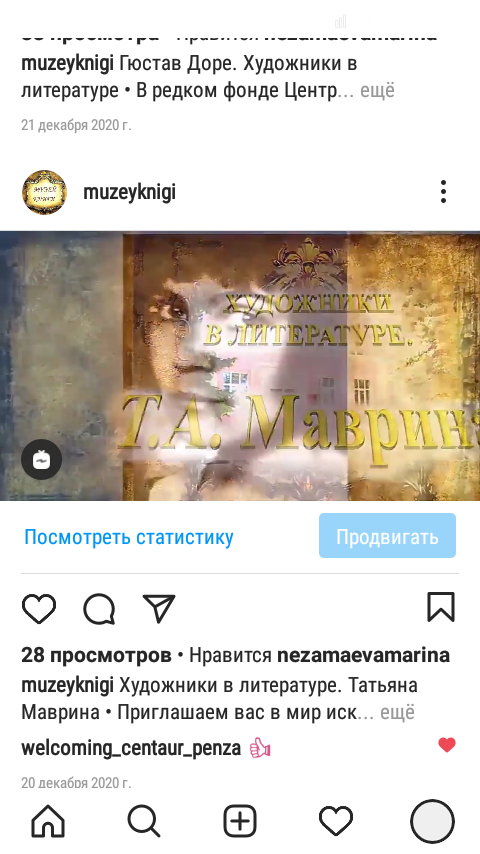 38 просмотра • Нравится nezamaevamarina
muzeyknigi Гюстав Доре. Художники в
литературе • В редком фонде Центр... ещё
21 декабря 2020 г.
muzeyknigi
ХУДОЖНИКИ
В ЛИТЕРАТУРЕ.
Т.А. Маврина
Посмотреть статистику
Продвигать
28 просмотров • Нравится nezamaevamarina
muzeyknigi Художники в литературе. Татьяна
Маврина • Приглашаем вас в мир иск... ещё
welcoming_centaur_penza
20 декабря 2020 г.